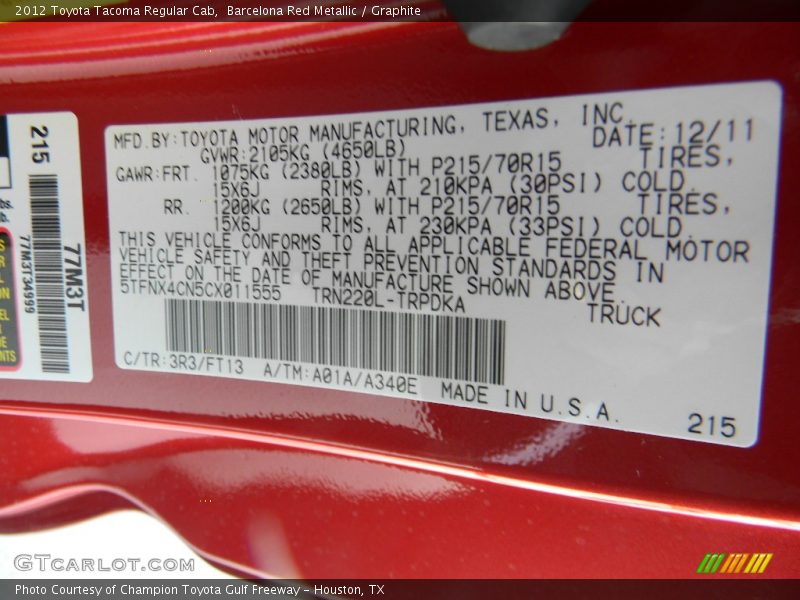 2012 Toyota Tacoma Regular Cab,  Barcelona Red Metallic / Graphite
MFD.BY:TOYOTA MOTOR MANUFACTURING, TEXAS, INC.
DATE:12/11
GVWR:2105KG (4650LB)
GAWR:FRT. 1075KG (2380LB) WITH P215/70R15 TIRES,
15X6J RIMS, AT 210KPA (30PSI) COLD.
RR. 1200KG (2650LB) WITH P215/70R15 TIRES,
15X6J RIMS, AT 230KPA (33PSI) COLD.
THIS VEHICLE CONFORMS TO ALL APPLICABLE FEDERAL MOTOR
VEHICLE SAFETY AND THEFT PREVENTION STANDARDS IN
EFFECT ON THE DATE OF MANUFACTURE SHOWN ABOVE.
5TFNX4CN5CX011555 TRN220L-TRPDKA TRUCK
C/TR:3R3/FT13 A/TM:A01A/A340E MADE IN U.S.A.
215
215
77M3T
77M3T34999
GTCARLOT.COM
Photo Courtesy of Champion Toyota Gulf Freeway – Houston, TX